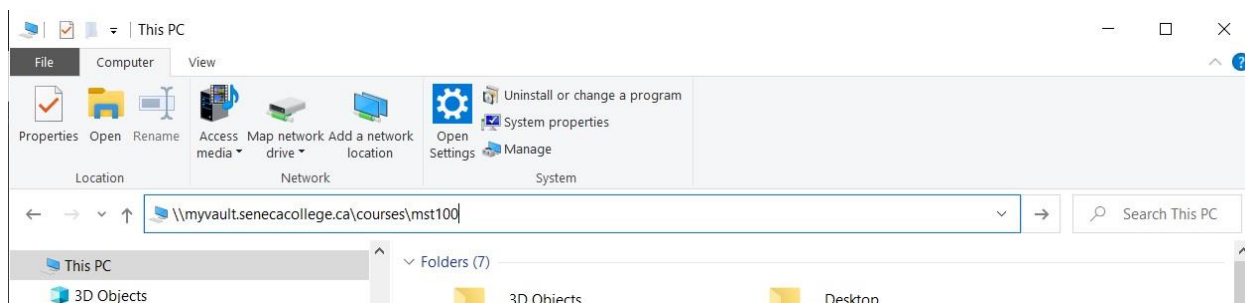 This PC
File Computer View
Properties Open Rename Access media Map network drive Add a network location Open Settings Uninstall or change a program
System properties
Manage
Location Network System
\\myvault.senecacollege.ca\courses\mst100 Search This PC
This PC Folders (7)
3D Objects 3D Objects Desktop